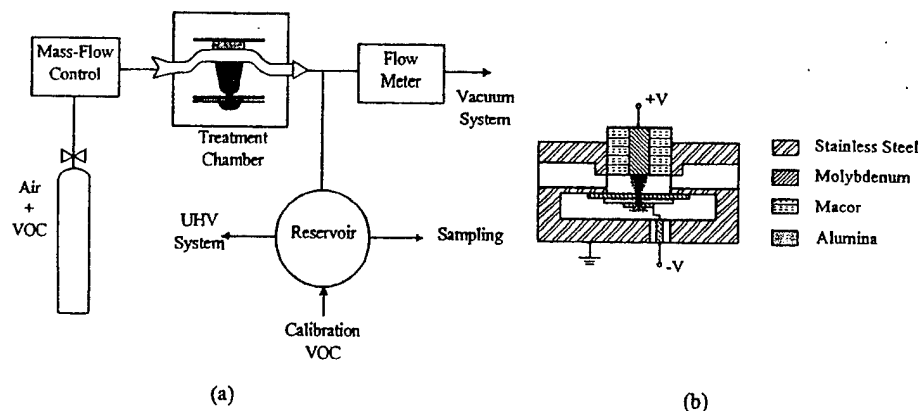 Mass-Flow
Control
Air
+
VOC
Treatment
Chamber
Flow
Meter
Vacuum
System
UHV
System
Reservoir
Sampling
Calibration
VOC
(a)
+V
-V
Stainless Steel
Molybdenum
Macor
Alumina
(b)